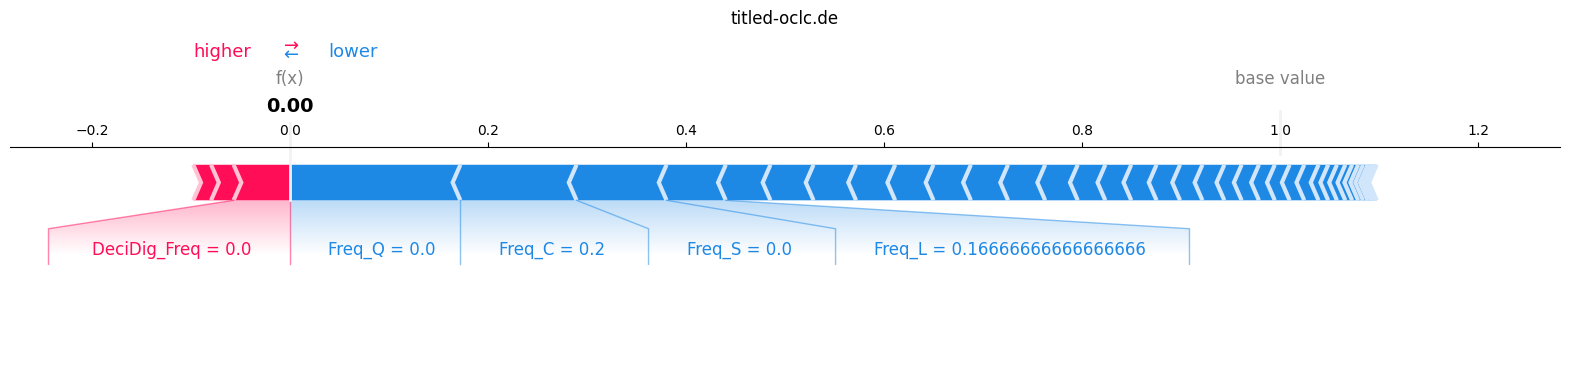 titled-oclc.de
higher → ← lower
f(x) base value
0.00
−0.2 0.0 0.2 0.4 0.6 0.8 1.0 1.2
DeciDig_Freq = 0.0 Freq_Q = 0.0 Freq_C = 0.2 Freq_S = 0.0 Freq_L = 0.16666666666666666